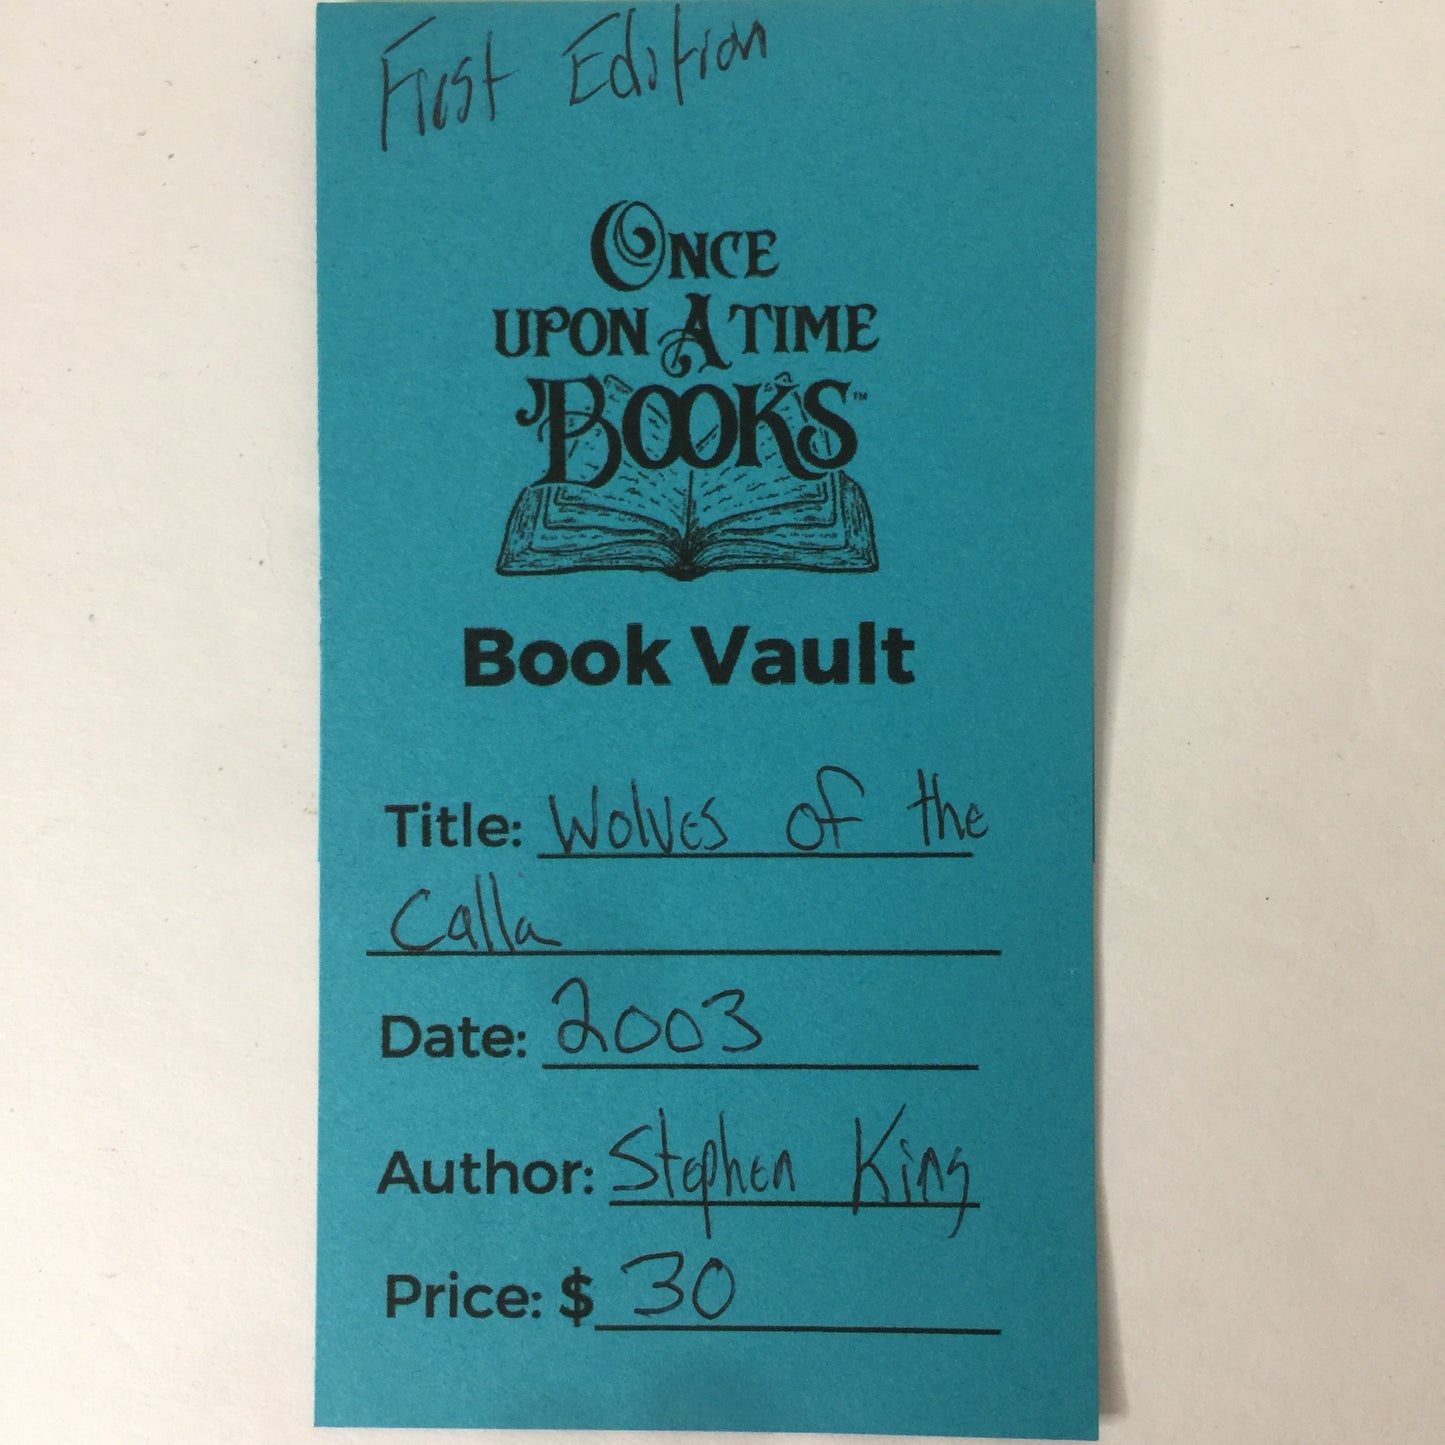 First Edition
ONCE
UPON A TIME
BOOKS™
Book Vault
Title: Wolves of the
Calla
Date: 2003
Author: Stephen King
Price: $ 30